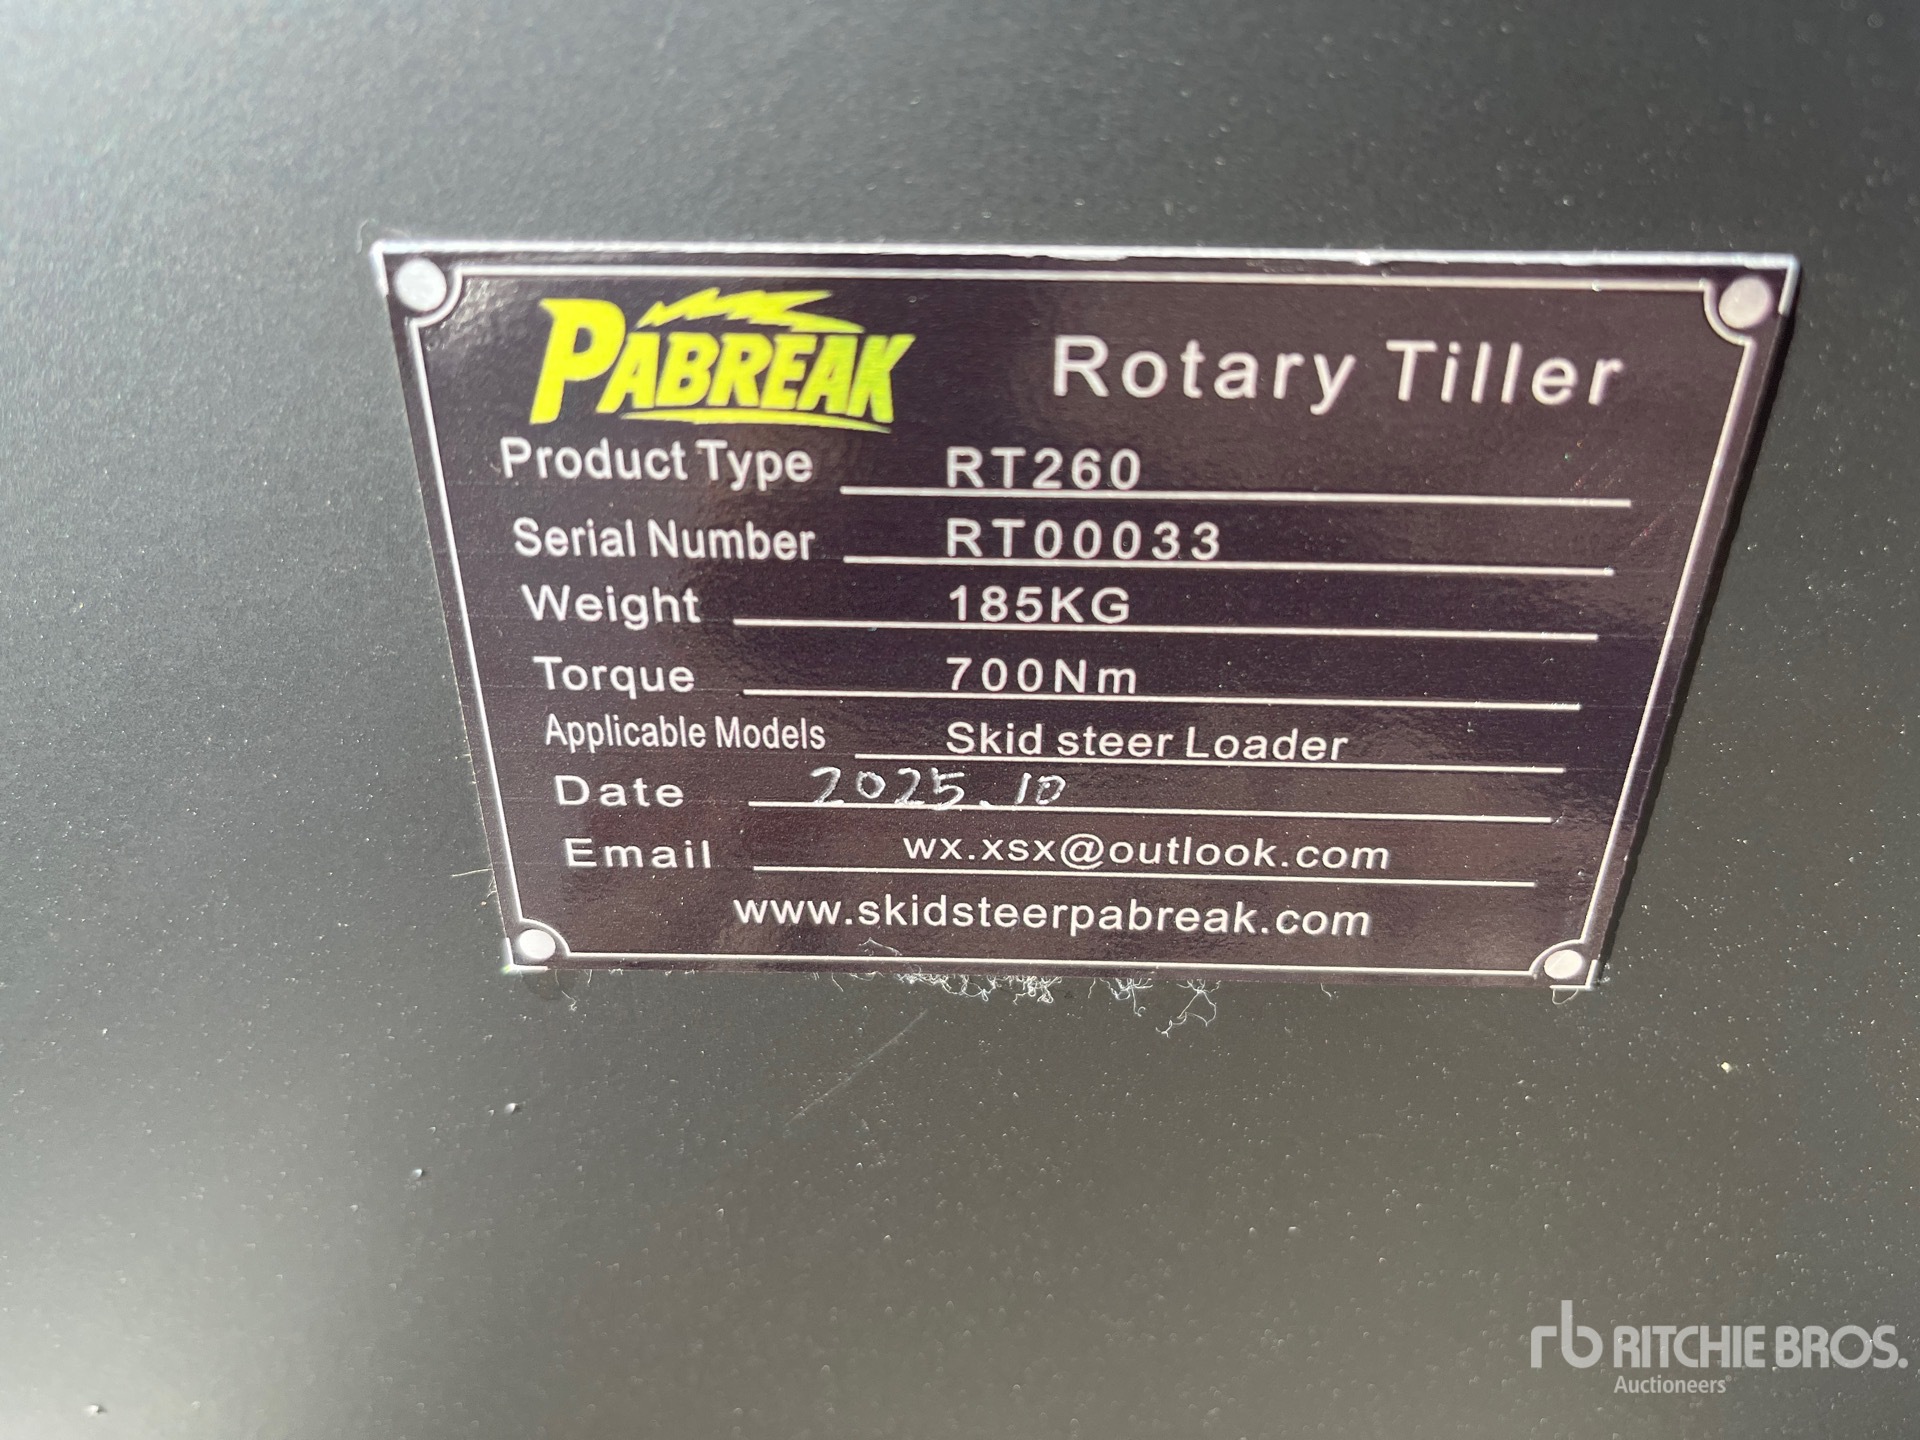 PABREAK Rotary Tiller
Product Type RT260
Serial Number RT00033
Weight 185KG
Torque 700Nm
Applicable Models Skid steer Loader
Date 2025.10
Email wx.xsx@outlook.com
www.skidsteerpabreak.com
rb RITCHIE BROS.
Auctioneers